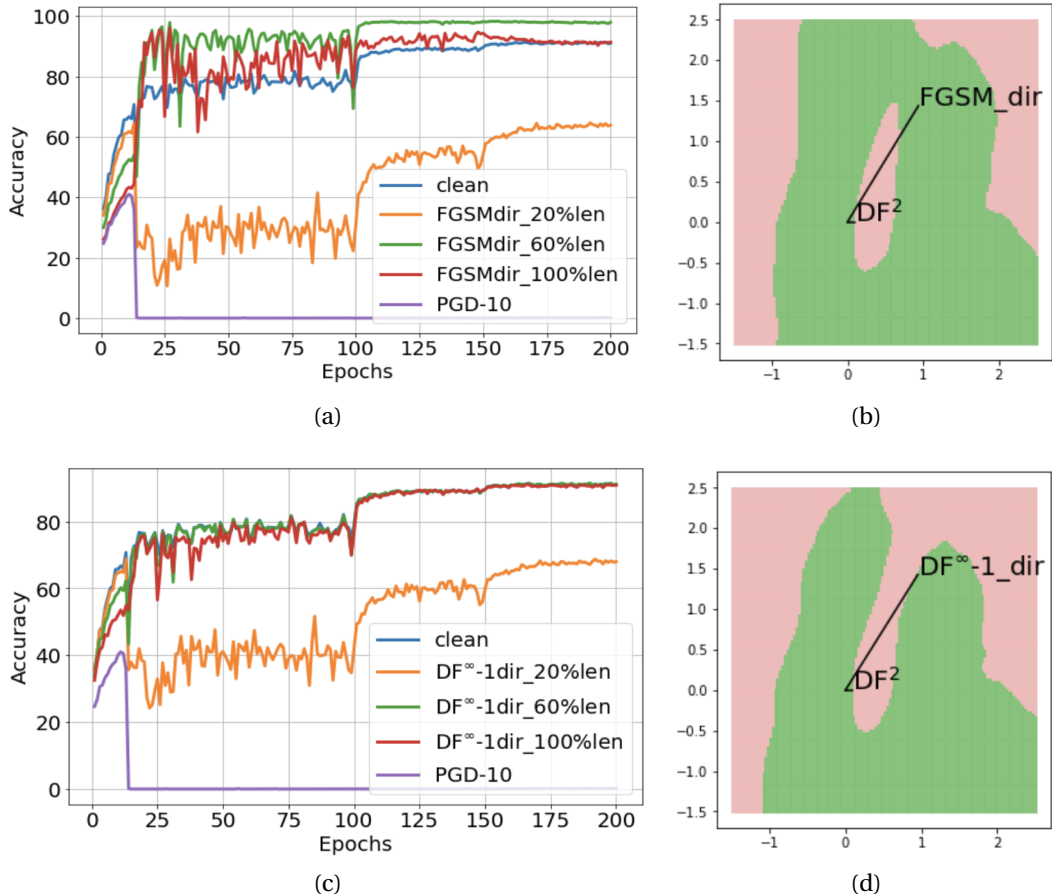 100
80
60
40
20
0
Accuracy
clean
FGSMdir_20%len
FGSMdir_60%len
FGSMdir_100%len
PGD-10
0 25 50 75 100 125 150 175 200
Epochs
(a)
2.5
2.0
1.5
1.0
0.5
0.0
-0.5
-1.0
-1.5
FGSM_dir
DF²
−1 0 1 2
(b)
80
60
40
20
0
Accuracy
clean
DF∞-1dir_20%len
DF∞-1dir_60%len
DF∞-1dir_100%len
PGD-10
0 25 50 75 100 125 150 175 200
Epochs
(c)
2.5
2.0
1.5
1.0
0.5
0.0
-0.5
-1.0
-1.5
DF∞-1_dir
DF²
−1 0 1 2
(d)